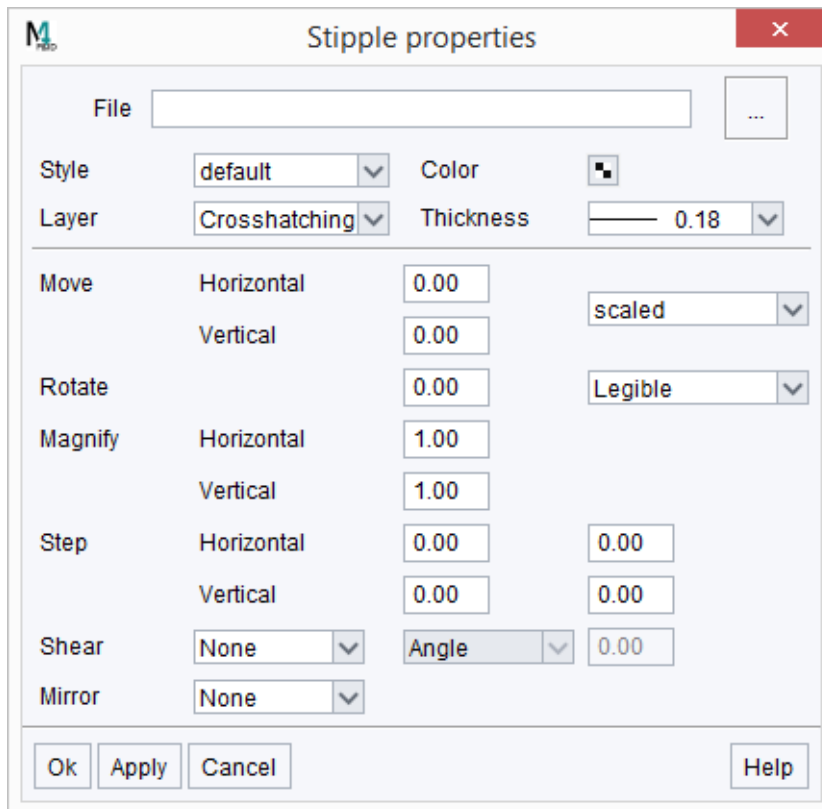 M4 Stipple properties ×
File ...
Style default Color
Layer Crosshatching Thickness 0.18
Move Horizontal 0.00 scaled
Vertical 0.00
Rotate 0.00 Legible
Magnify Horizontal 1.00
Vertical 1.00
Step Horizontal 0.00 0.00
Vertical 0.00 0.00
Shear None Angle 0.00
Mirror None
Ok Apply Cancel Help